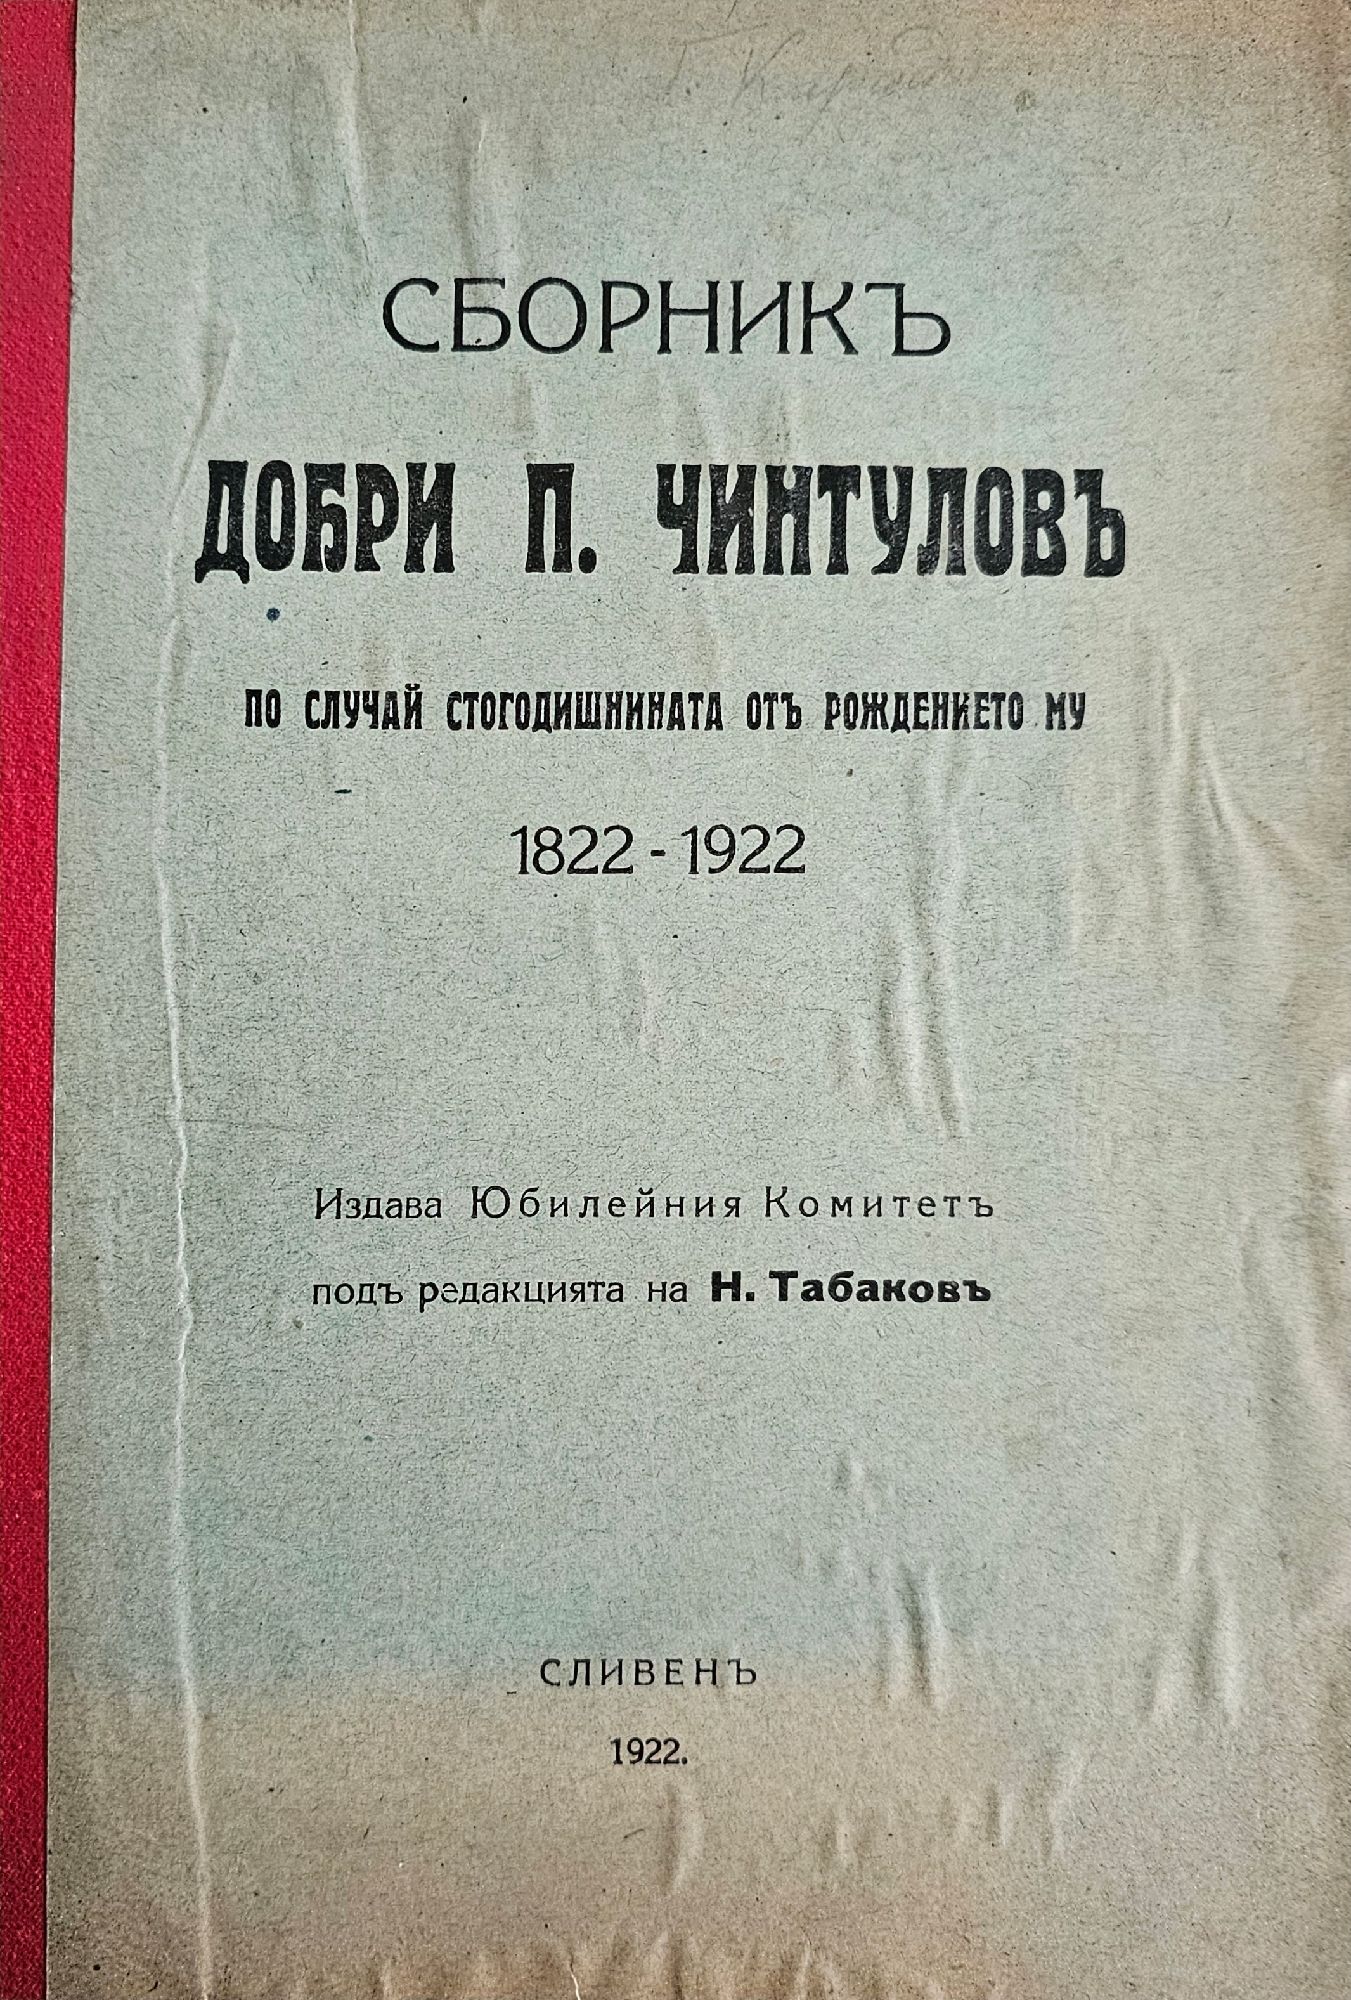 СБОРНИКЪ
ДОБРИ П. ЧИНТУЛОВЪ
ПО СЛУЧАЙ СТОГОДИШНИНАТА ОТЪ РОЖДЕНИЕТО МУ
1822 - 1922
Издава Юбилейния Комитетъ
подъ редакцията на Н. Табаковъ
СЛИВЕНЪ
1922.